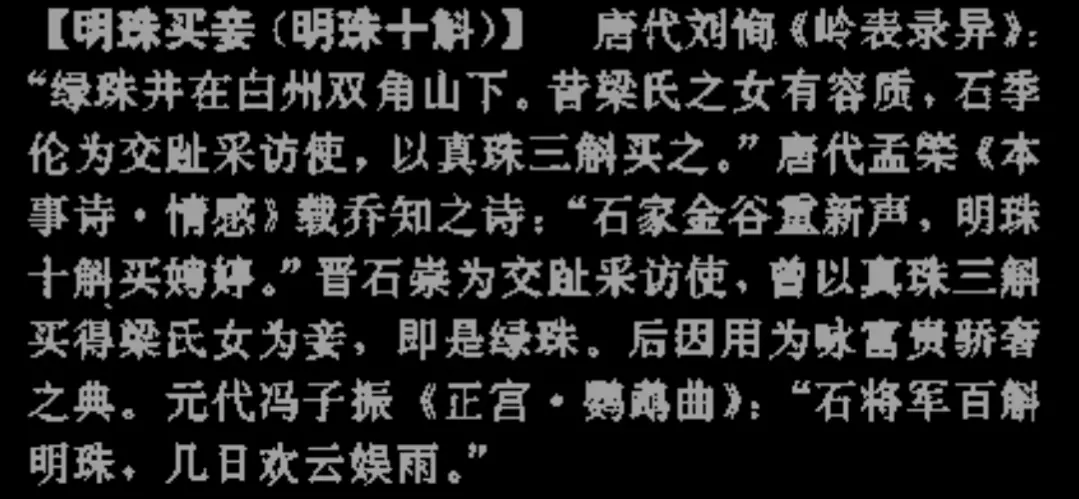 【明珠买妾(明珠十斛)】 唐代刘恂《岭表录异》:
“绿珠井在白州双角山下。昔梁氏之女有容质,石季
伦为交趾采访使,以真珠三斛买之。”唐代孟棨《本
事诗·情感》载乔知之诗:“石家金谷重新声,明珠
十斛买娉婷。”晋石崇为交趾采访使,曾以真珠三斛
买得梁氏女为妾,即是绿珠。后因用为咏富贵骄奢
之典。元代冯子振《正宫·鹦鹉曲》:“石将军百斛
明珠,几日欢云娱雨。”